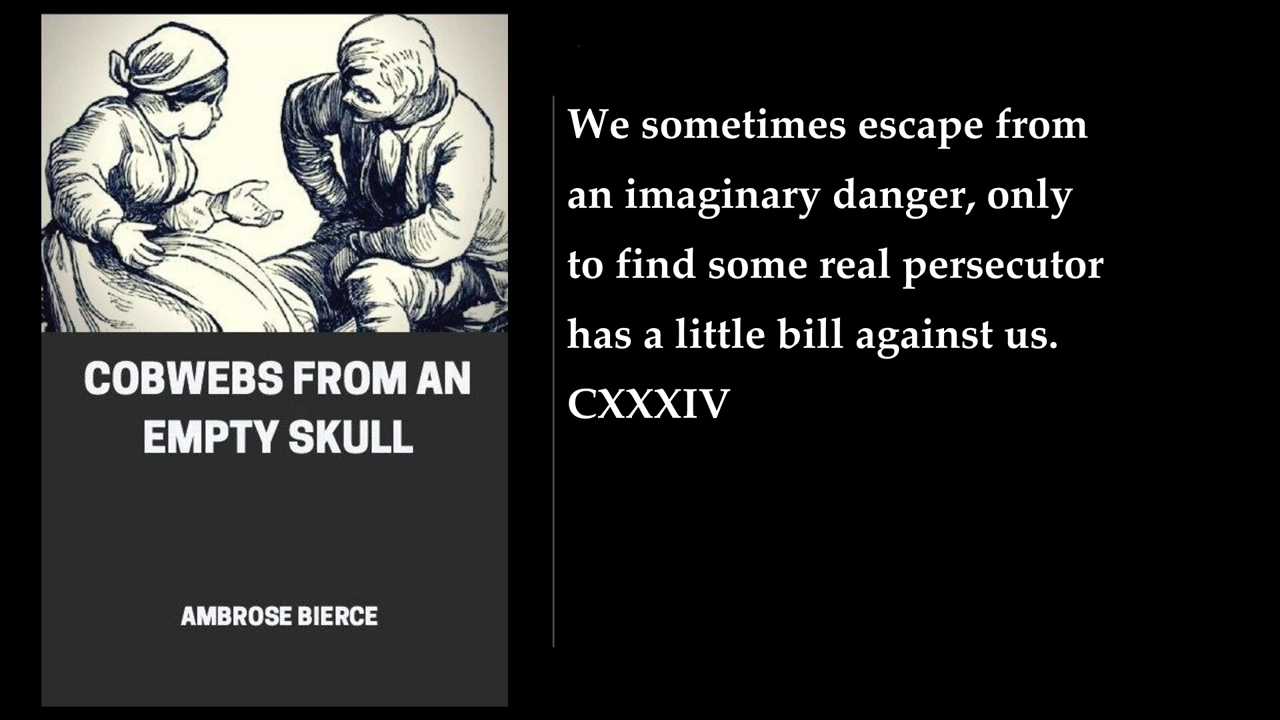 COBWEBS FROM AN
EMPTY SKULL
AMBROSE BIERCE
We sometimes escape from
an imaginary danger, only
to find some real persecutor
has a little bill against us.
CXXXIV